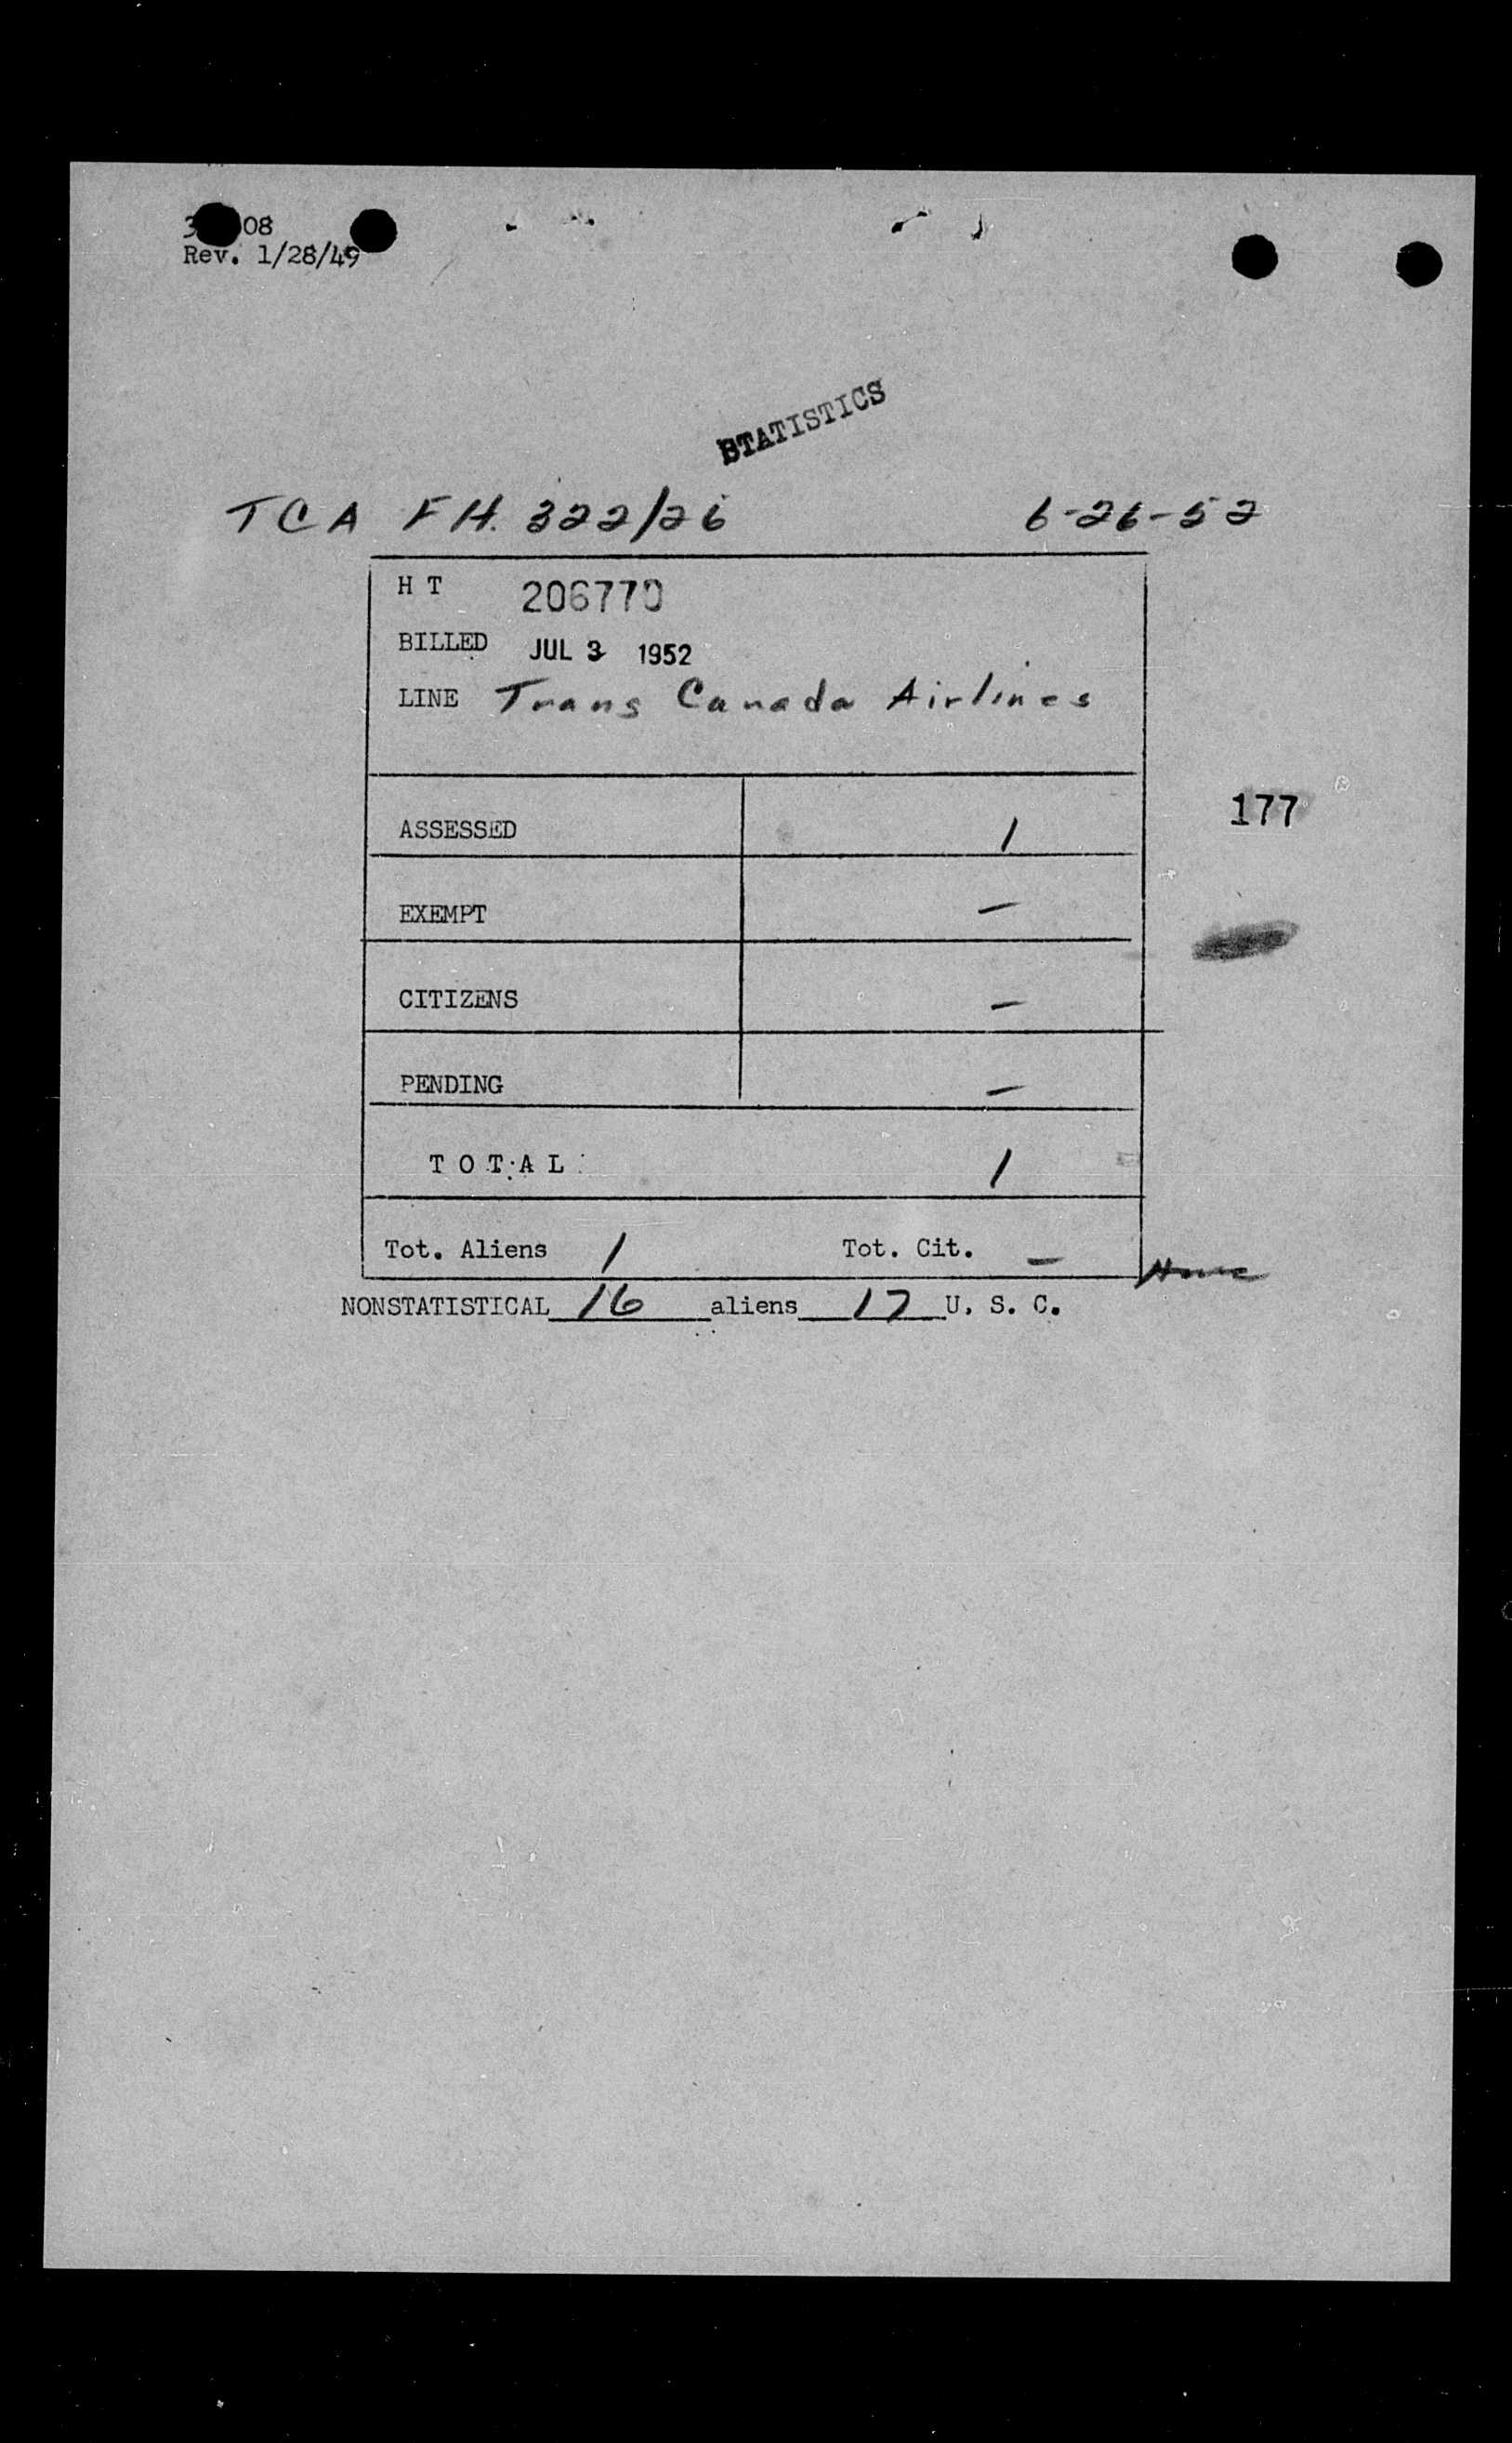 08
Rev. 1/28/49
STATISTICS
TCA FH. 322/26 6-26-52
H T 206770
BILLED JUL 3 1952
LINE Trans Canada Airlines
177
ASSESSED 1
EXEMPT —
CITIZENS —
PENDING —
TOTAL 1
Tot. Aliens 1 Tot. Cit. —
NONSTATISTICAL 16 aliens 17 U. S. C.